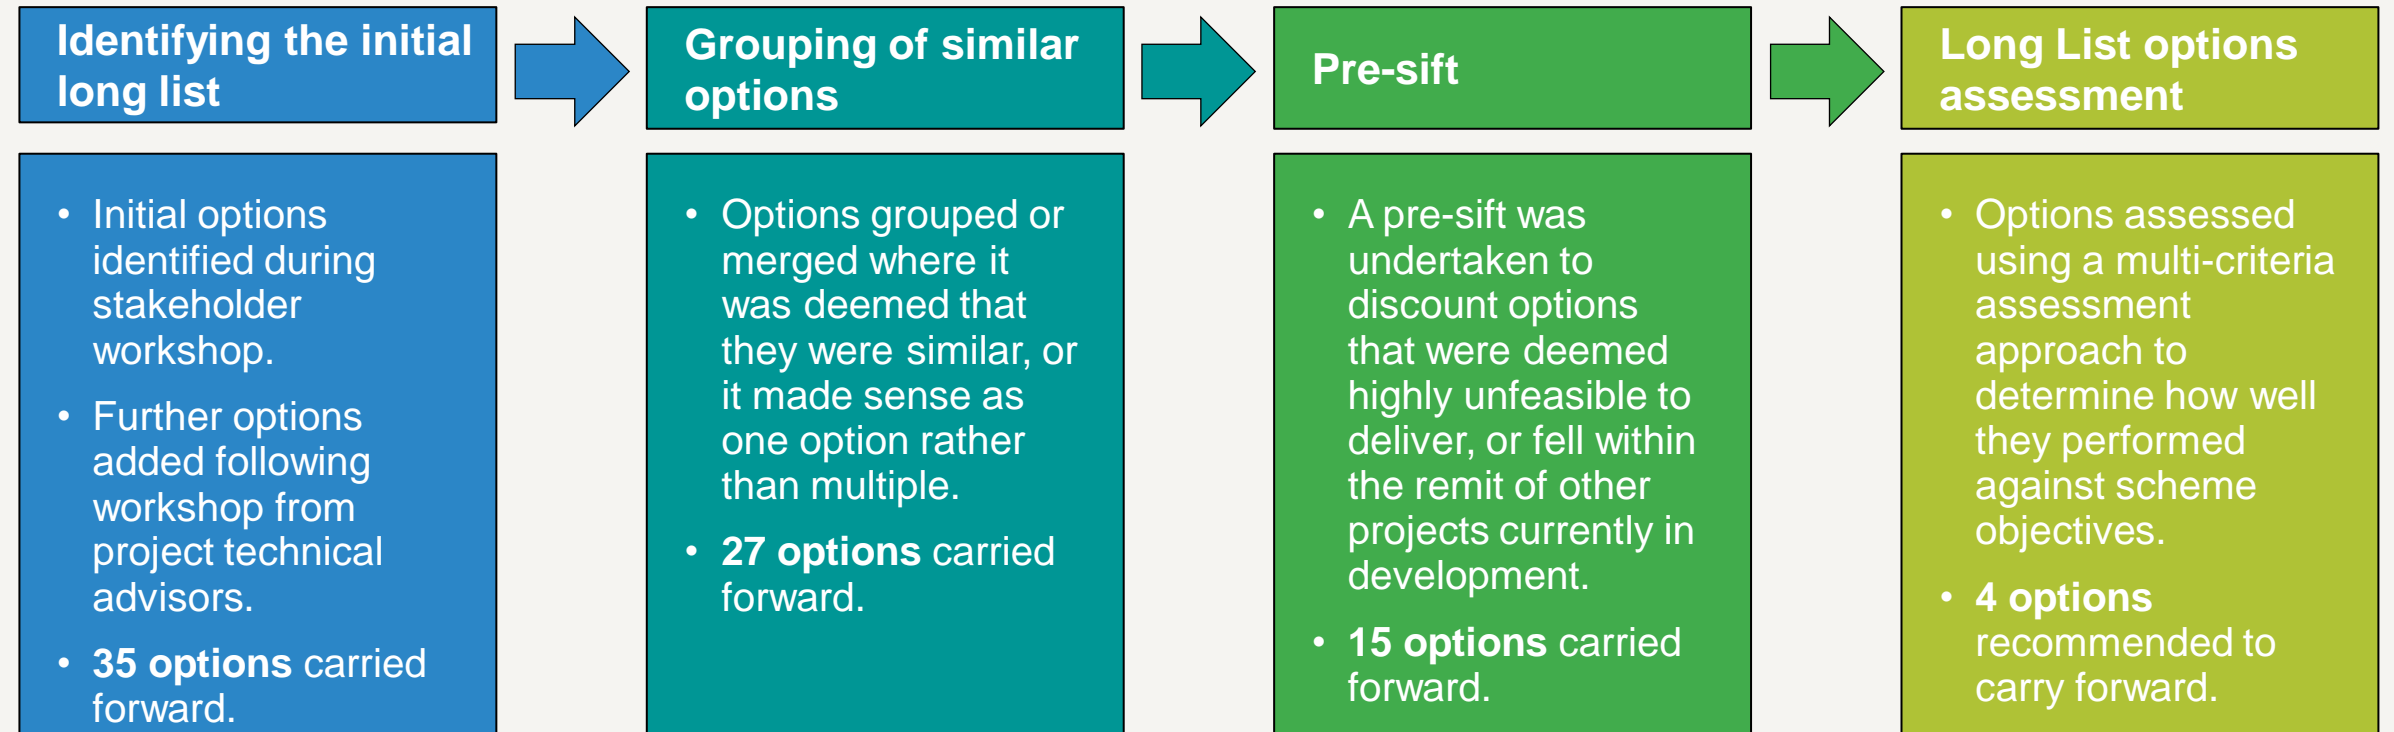 Identifying the initial
long list
Grouping of similar
options
Pre-sift
Long List options
assessment
• Initial options
identified during
stakeholder
workshop.
• Further options
added following
workshop from
project technical
advisors.
• 35 options carried
forward.
• Options grouped or
merged where it
was deemed that
they were similar, or
it made sense as
one option rather
than multiple.
• 27 options carried
forward.
• A pre-sift was
undertaken to
discount options
that were deemed
highly unfeasible to
deliver, or fell within
the remit of other
projects currently in
development.
• 15 options carried
forward.
• Options assessed
using a multi-criteria
assessment
approach to
determine how well
they performed
against scheme
objectives.
• 4 options
recommended to
carry forward.